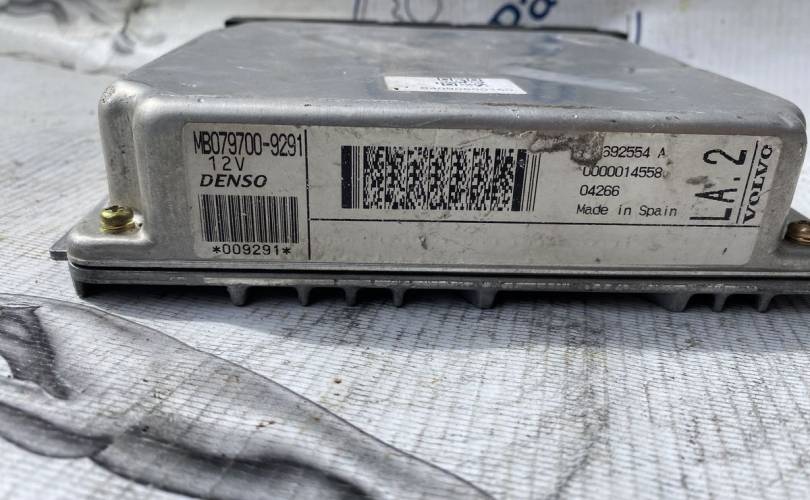 MB079700-9291
12V
DENSO
*009291*
692554 A
0000014558
04266
Made in Spain
LA.2
VOLVO